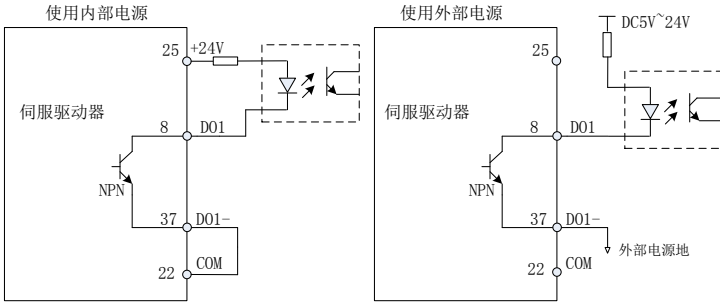 使用内部电源
25 +24V
伺服驱动器
8 DO1
NPN
37 DO1-
22 COM
使用外部电源
DC5V~24V
25
伺服驱动器
8 DO1
NPN
37 DO1-
外部电源地
22 COM